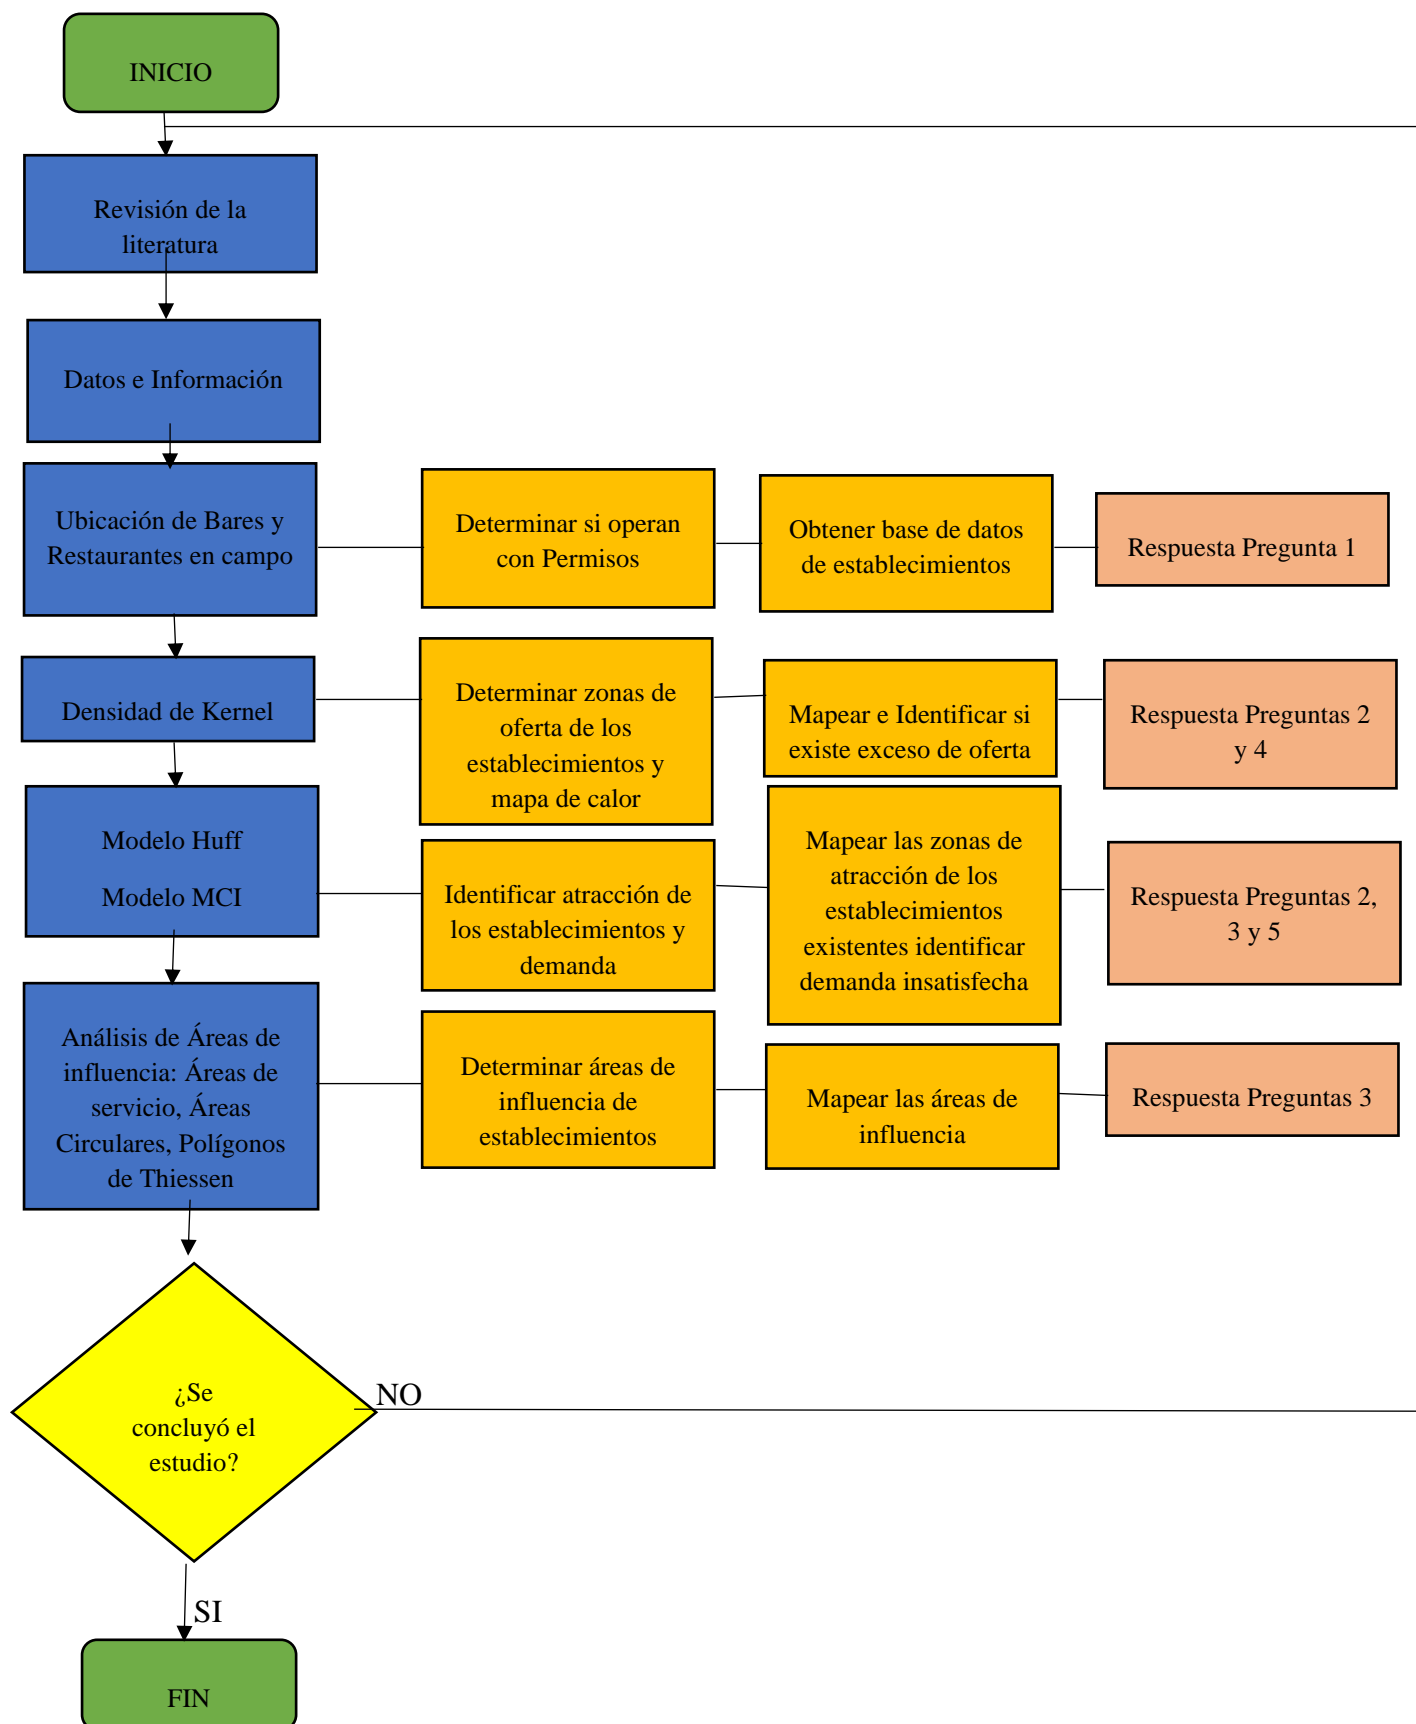 INICIO
Revisión de la
literatura
Datos e Información
Ubicación de Bares y
Restaurantes en campo
Determinar si operan
con Permisos
Obtener base de datos
de establecimientos
Respuesta Pregunta 1
Densidad de Kernel
Determinar zonas de
oferta de los
establecimientos y
mapa de calor
Mapear e Identificar si
existe exceso de oferta
Respuesta Preguntas 2
y 4
Modelo Huff
Modelo MCI
Identificar atracción de
los establecimientos y
demanda
Mapear las zonas de
atracción de los
establecimientos
existentes identificar
demanda insatisfecha
Respuesta Preguntas 2,
3 y 5
Análisis de Áreas de
influencia: Áreas de
servicio, Áreas
Circulares, Polígonos
de Thiessen
Determinar áreas de
influencia de
establecimientos
Mapear las áreas de
influencia
Respuesta Preguntas 3
¿Se
concluyó el
estudio?
NO
SI
FIN